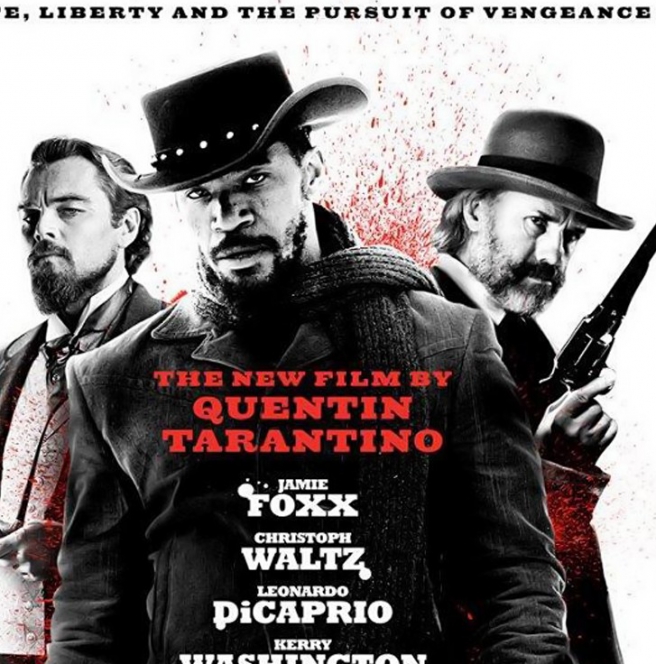 E, LIBERTY AND THE PURSUIT OF VENGEANCE
THE NEW FILM BY
QUENTIN
TARANTINO
JAMIE
FOXX
CHRISTOPH
WALTZ
LEONARDO
DiCAPRIO
KERRY
WASHINGTON